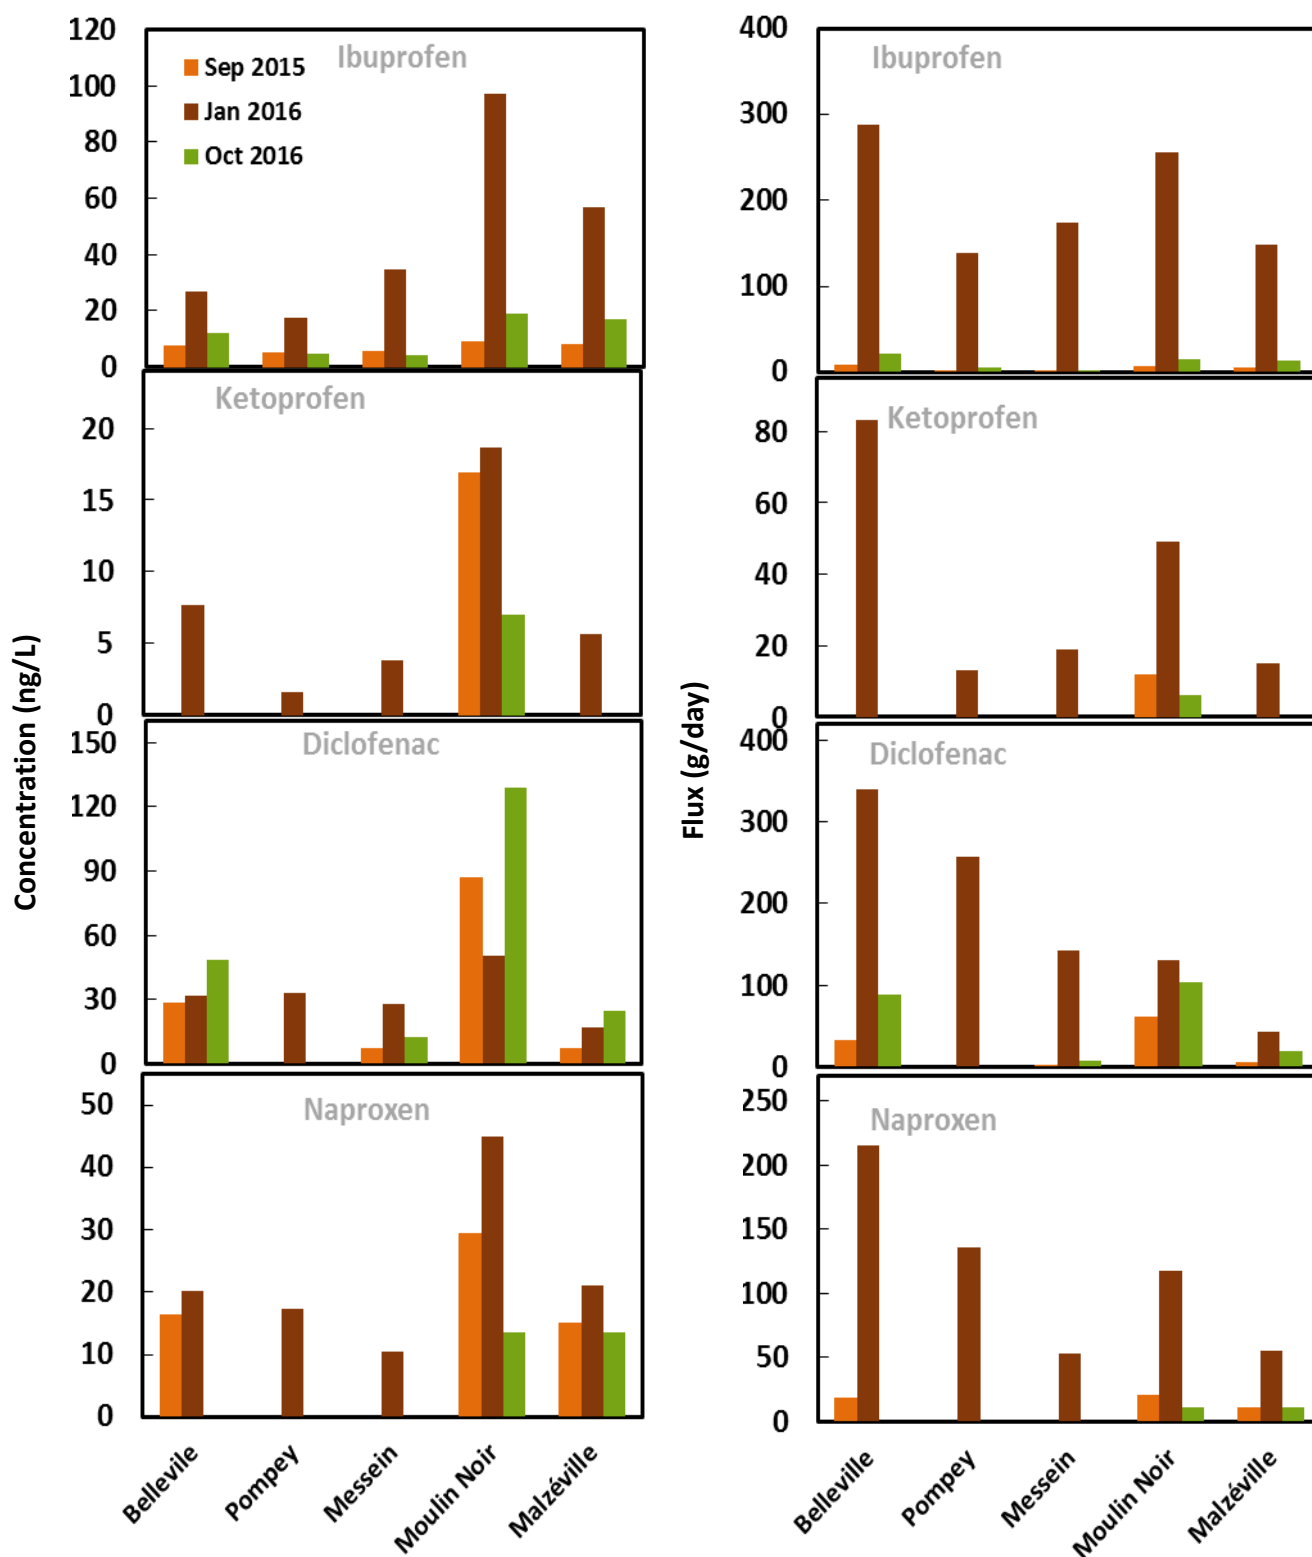 Concentration (ng/L)
120
100
80
60
40
20
0
Ibuprofen
Sep 2015
Jan 2016
Oct 2016
Ketoprofen
20
15
10
5
0
Diclofenac
150
120
90
60
30
0
Naproxen
50
40
30
20
10
0
Bellevile
Pompey
Messein
Moulin Noir
Malzéville
Flux (g/day)
400
300
200
100
0
Ibuprofen
Ketoprofen
80
60
40
20
0
Diclofenac
400
300
200
100
0
Naproxen
250
200
150
100
50
0
Belleville
Pompey
Messein
Moulin Noir
Malzéville